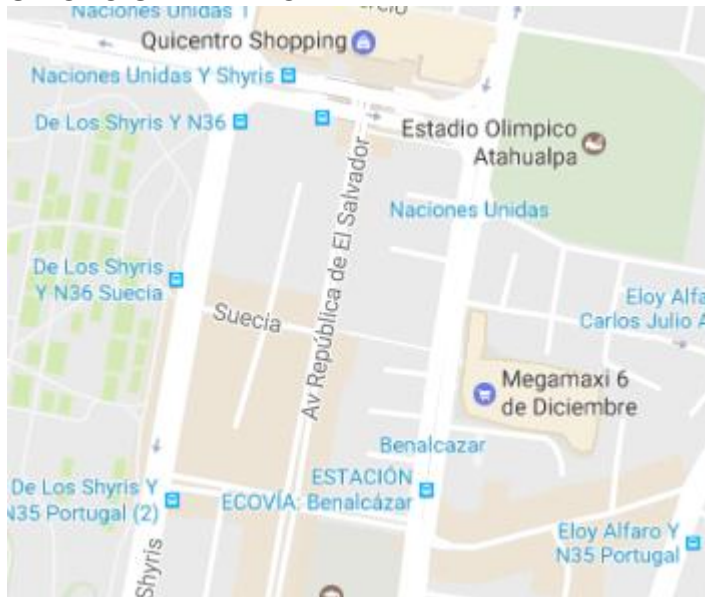 Naciones Unidas 1
Quicentro Shopping
Naciones Unidas Y Shyris
De Los Shyris Y N36
Estadio Olimpico
Atahualpa
Naciones Unidas
De Los Shyris
Y N36 Suecia
Av República de El Salvador
Suecia
Eloy Alfa
Carlos Julio A
Megamaxi 6
de Diciembre
Benalcazar
De Los Shyris Y
N35 Portugal (2)
ESTACIÓN
ECOVÍA: Benalcázar
Eloy Alfaro Y
N35 Portugal
Shyris